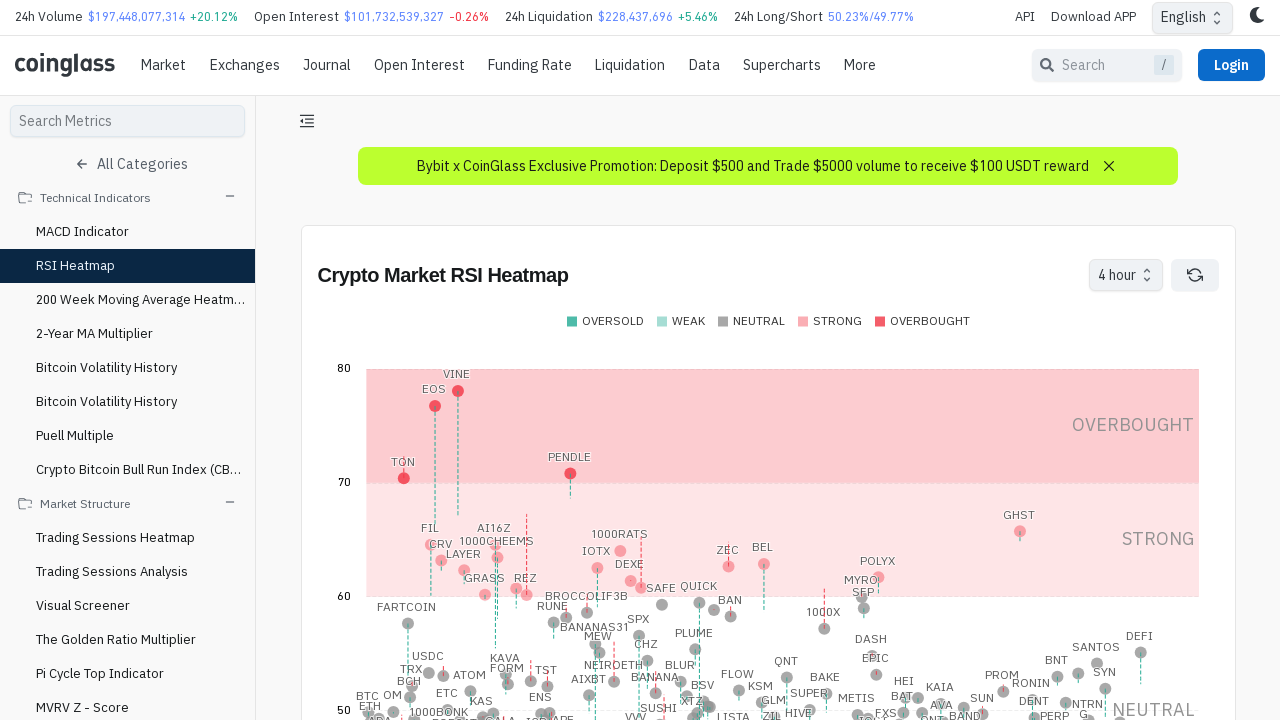 24h Volume $197,448,077,314 +20.12% Open Interest $101,732,539,327 -0.26% 24h Liquidation $228,437,696 +5.46% 24h Long/Short 50.23%/49.77% API Download APP English
coinglass Market Exchanges Journal Open Interest Funding Rate Liquidation Data Supercharts More Search / Login
Search Metrics
All Categories
Technical Indicators
MACD Indicator
RSI Heatmap
200 Week Moving Average Heatm...
2-Year MA Multiplier
Bitcoin Volatility History
Bitcoin Volatility History
Puell Multiple
Crypto Bitcoin Bull Run Index (CB...
Market Structure
Trading Sessions Heatmap
Trading Sessions Analysis
Visual Screener
The Golden Ratio Multiplier
Pi Cycle Top Indicator
MVRV Z - Score
Bybit x CoinGlass Exclusive Promotion: Deposit $500 and Trade $5000 volume to receive $100 USDT reward
Crypto Market RSI Heatmap
4 hour
OVERSOLD WEAK NEUTRAL STRONG OVERBOUGHT
80
VINE
EOS
OVERBOUGHT
PENDLE
TON
70
GHST
FIL AI16Z 1000RATS
STRONG
CRV 1000CHEEMS
LAYER IOTX ZEC BEL
DEXE POLYX
GRASS REZ SAFE QUICK MYRO
SEP
60 BROCCOLIF3B BAN
FARTCOIN RUNE 1000X
SPX
BANANAS31
MEW PLUME DASH DEFI
CHZ SANTOS
USDC KAVA NEIROETH BLUR QNT EPIC BNT
TRX FORM TST SYN
ATOM FLOW PROM
BCH AIXBT BANANA BAKE
BSV KSM HEI RONIN
BTC OM ETC ENS SUPER METIS BAT KAIA SUN
ETH KAS XTZ GLM DENT NTRN
50 1000BONK SUSHI AVA
HIVE NEUTRAL
LISTA ZIL BAND PERP